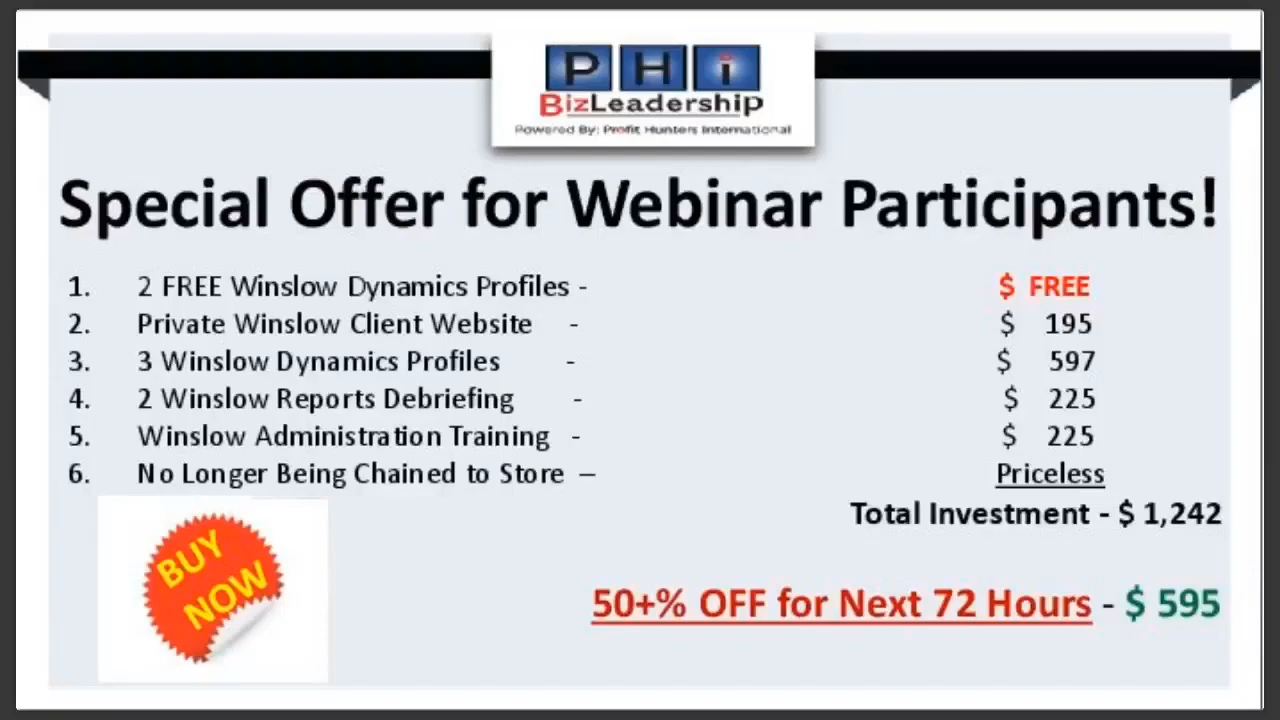 PHi
BizLeadership
Powered By: Profit Hunters International
Special Offer for Webinar Participants!
1. 2 FREE Winslow Dynamics Profiles - $ FREE
2. Private Winslow Client Website - $ 195
3. 3 Winslow Dynamics Profiles - $ 597
4. 2 Winslow Reports Debriefing - $ 225
5. Winslow Administration Training - $ 225
6. No Longer Being Chained to Store – Priceless
Total Investment - $ 1,242
BUY
NOW
50+% OFF for Next 72 Hours - $ 595